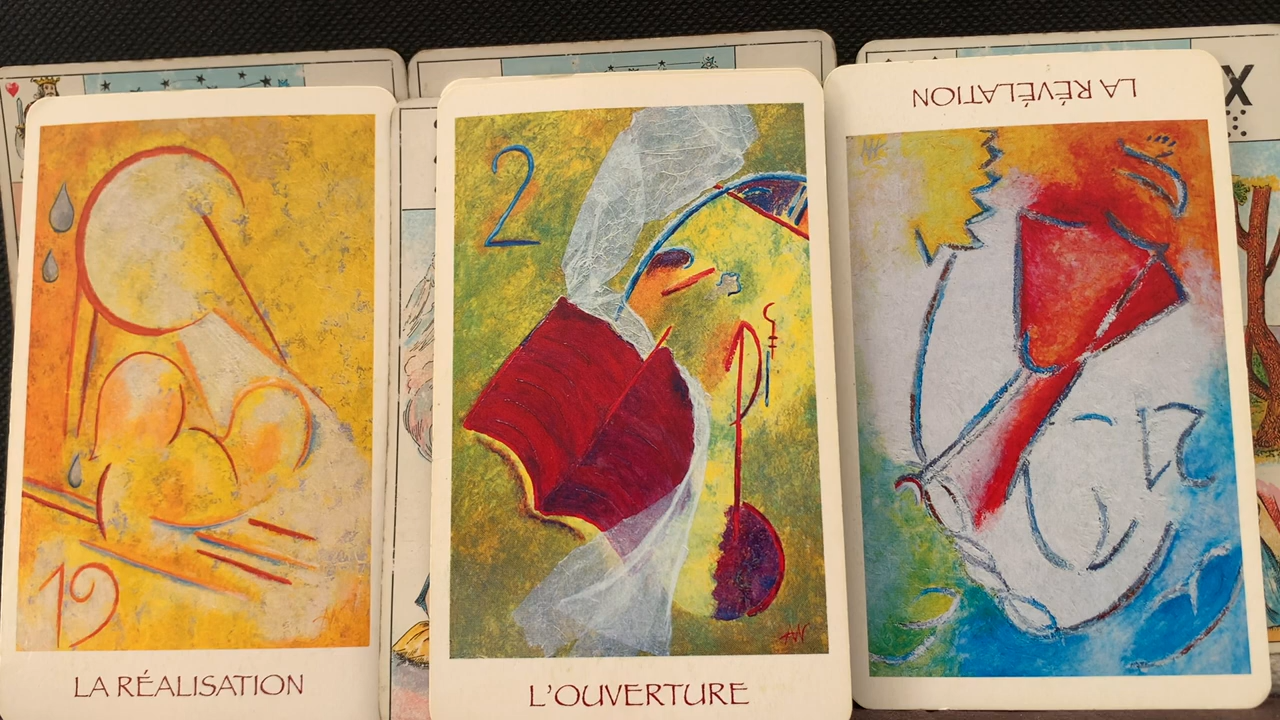 19
LA RÉALISATION
2
L'OUVERTURE
LA RÉVÉLATION
X